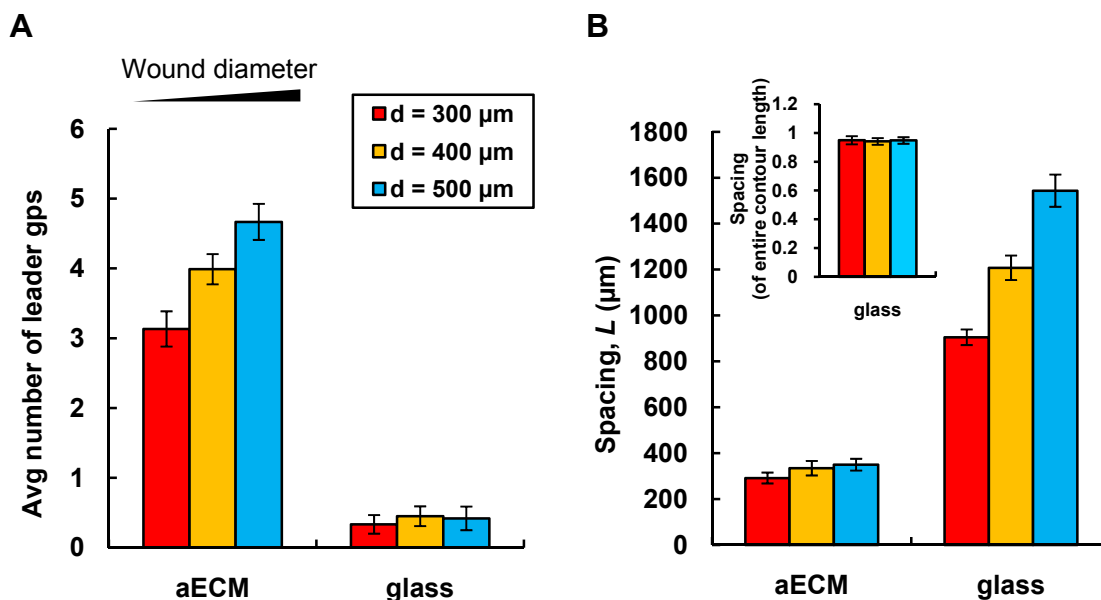 A
Wound diameter
d = 300 µm
d = 400 µm
d = 500 µm
Avg number of leader gps
6
5
4
3
2
1
0
aECM
glass
B
Spacing, L (µm)
1800
1600
1400
1200
1000
800
600
400
200
0
aECM
glass
Spacing
(of entire contour length)
1.2
1
0.8
0.6
0.4
0.2
0
glass